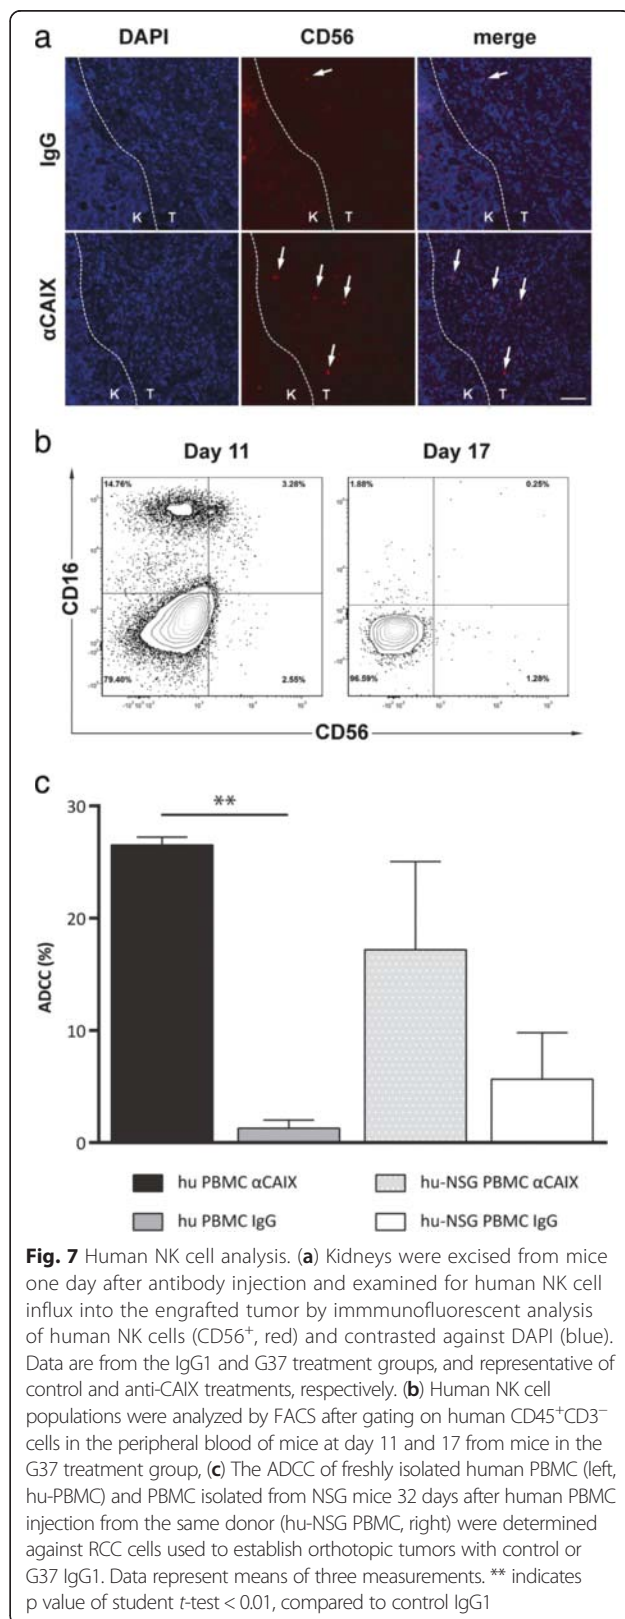 a
DAPI CD56 merge
IgG
K T K T K T
αCAIX
K T K T K T
b
Day 11 Day 17
14.76% 3.28% 1.88% 0.25%
CD16
79.40% 2.55% 96.59% 1.28%
CD56
c
30
**
20
ADCC (%)
10
0
hu PBMC αCAIX hu-NSG PBMC αCAIX
hu PBMC IgG hu-NSG PBMC IgG
Fig. 7 Human NK cell analysis. (a) Kidneys were excised from mice
one day after antibody injection and examined for human NK cell
influx into the engrafted tumor by immmunofluorescent analysis
of human NK cells (CD56⁺, red) and contrasted against DAPI (blue).
Data are from the IgG1 and G37 treatment groups, and representative of
control and anti-CAIX treatments, respectively. (b) Human NK cell
populations were analyzed by FACS after gating on human CD45⁺CD3⁻
cells in the peripheral blood of mice at day 11 and 17 from mice in the
G37 treatment group, (c) The ADCC of freshly isolated human PBMC (left,
hu-PBMC) and PBMC isolated from NSG mice 32 days after human PBMC
injection from the same donor (hu-NSG PBMC, right) were determined
against RCC cells used to establish orthotopic tumors with control or
G37 IgG1. Data represent means of three measurements. ** indicates
p value of student t-test < 0.01, compared to control IgG1